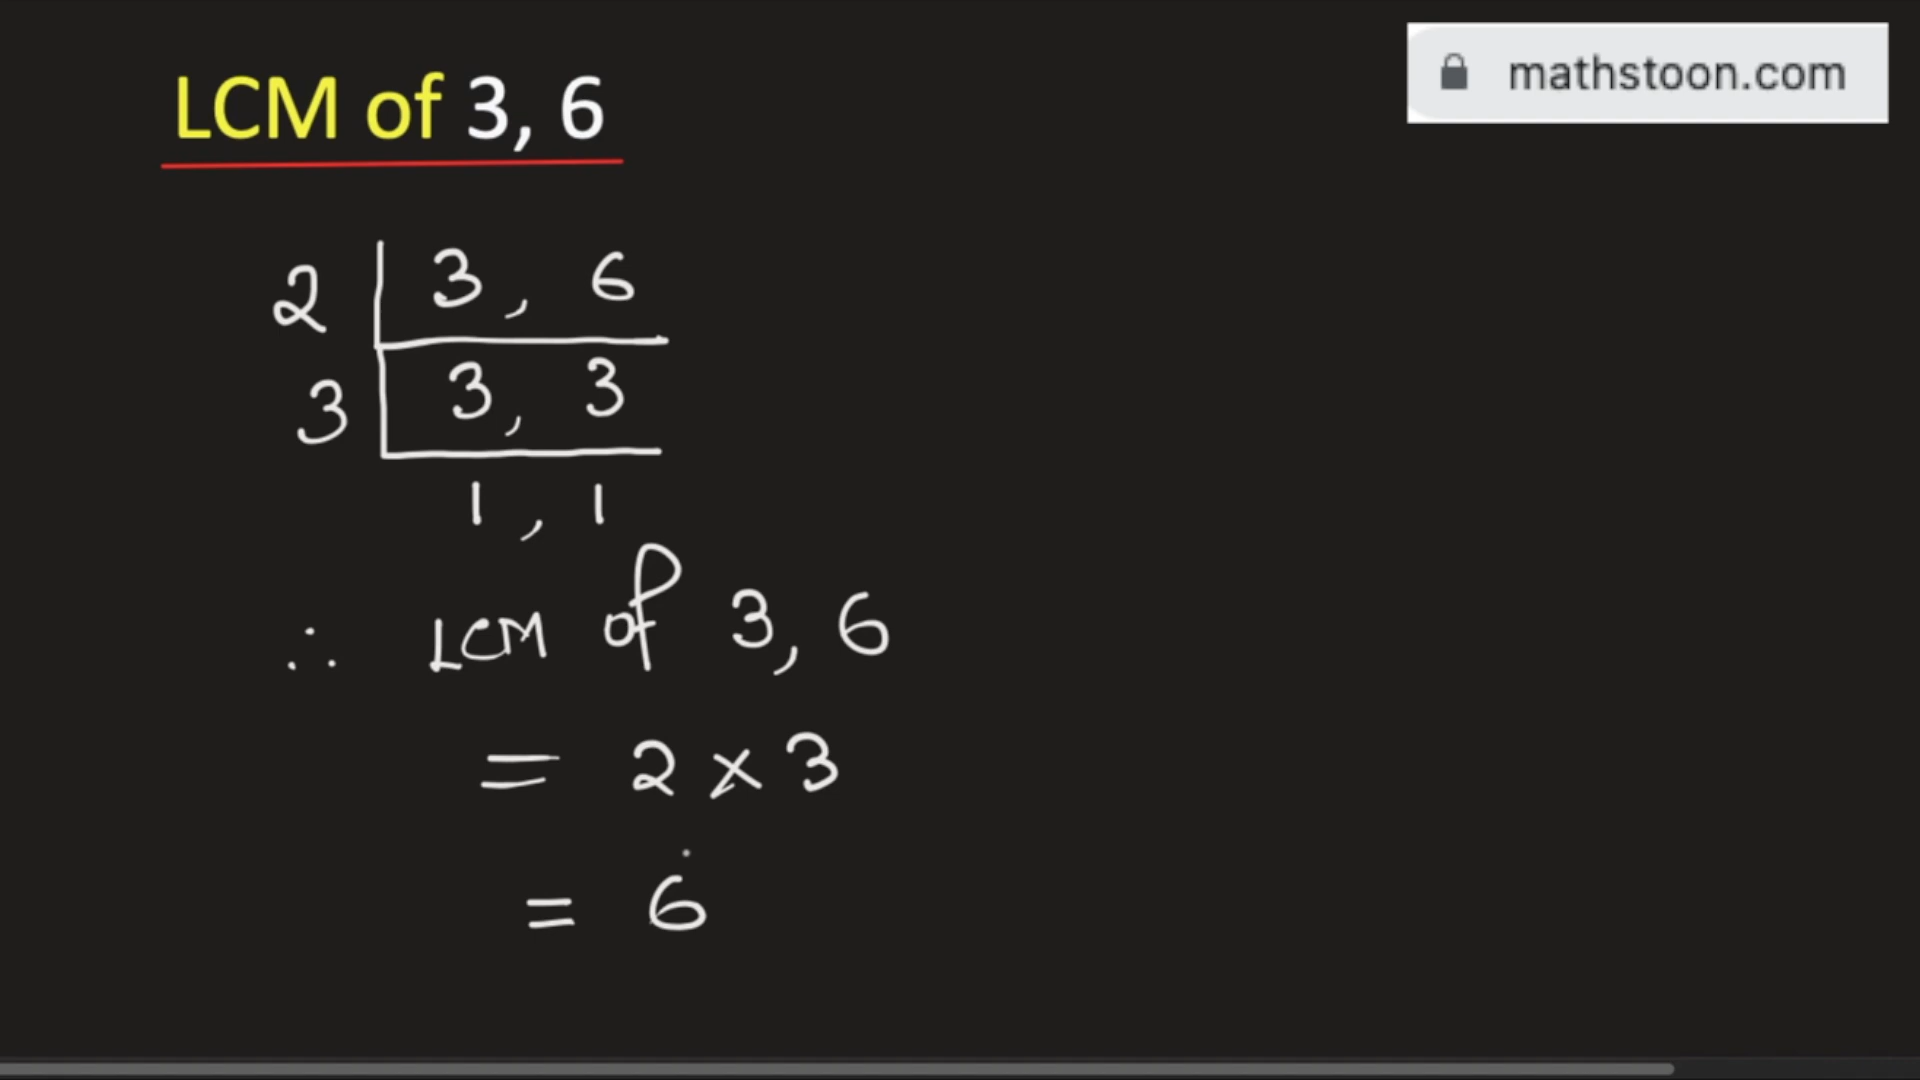 LCM of 3, 6
mathstoon.com
2 | 3, 6
3 | 3, 3
1, 1
∴ LCM of 3, 6
= 2 × 3
= 6